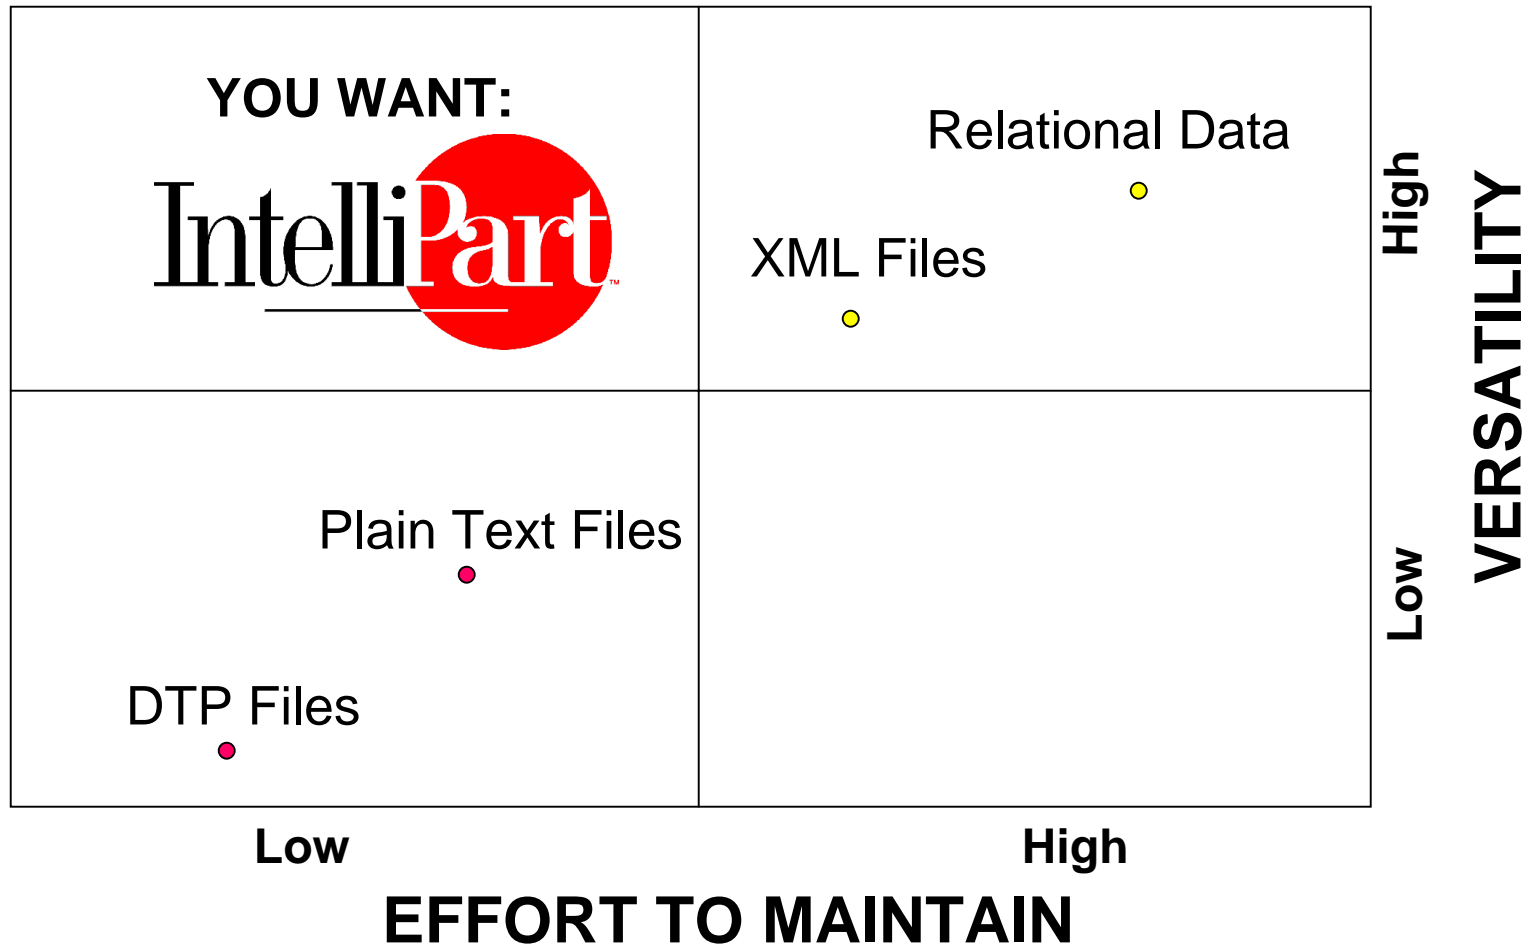 YOU WANT:
IntelliPart™
Relational Data
XML Files
Plain Text Files
DTP Files
High
Low
VERSATILITY
Low
High
EFFORT TO MAINTAIN